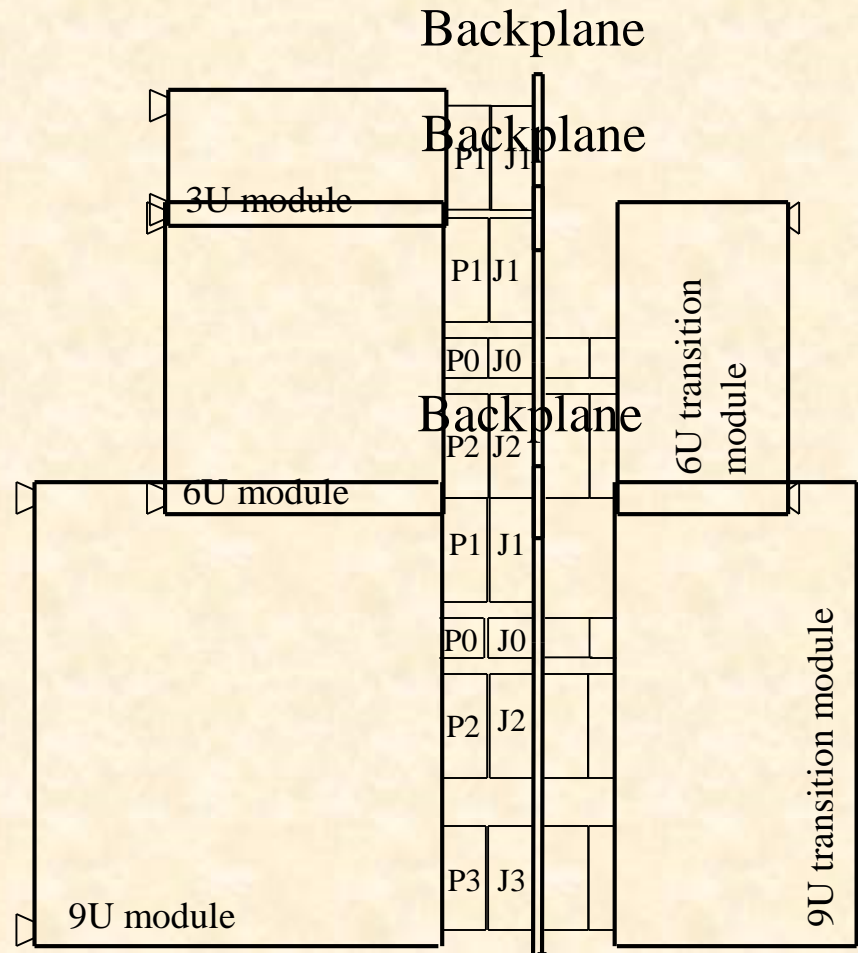 Backplane
Backplane
P1 J1
3U module
P1 J1
P0 J0
6U transition
module
Backplane
P2 J2
6U module
P1 J1
P0 J0
P2 J2
9U transition module
P3 J3
9U module